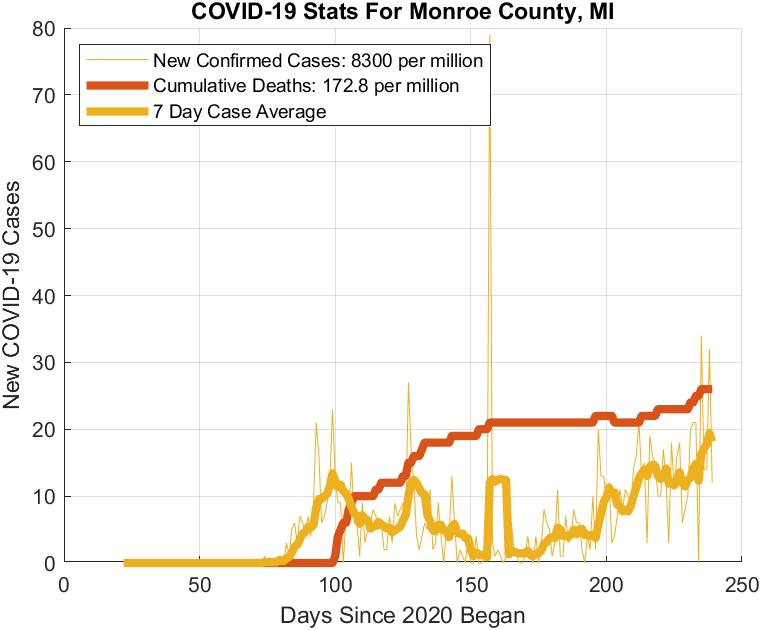 COVID-19 Stats For Monroe County, MI
New Confirmed Cases: 8300 per million
Cumulative Deaths: 172.8 per million
7 Day Case Average
New COVID-19 Cases
80
70
60
50
40
30
20
10
0
0 50 100 150 200 250
Days Since 2020 Began